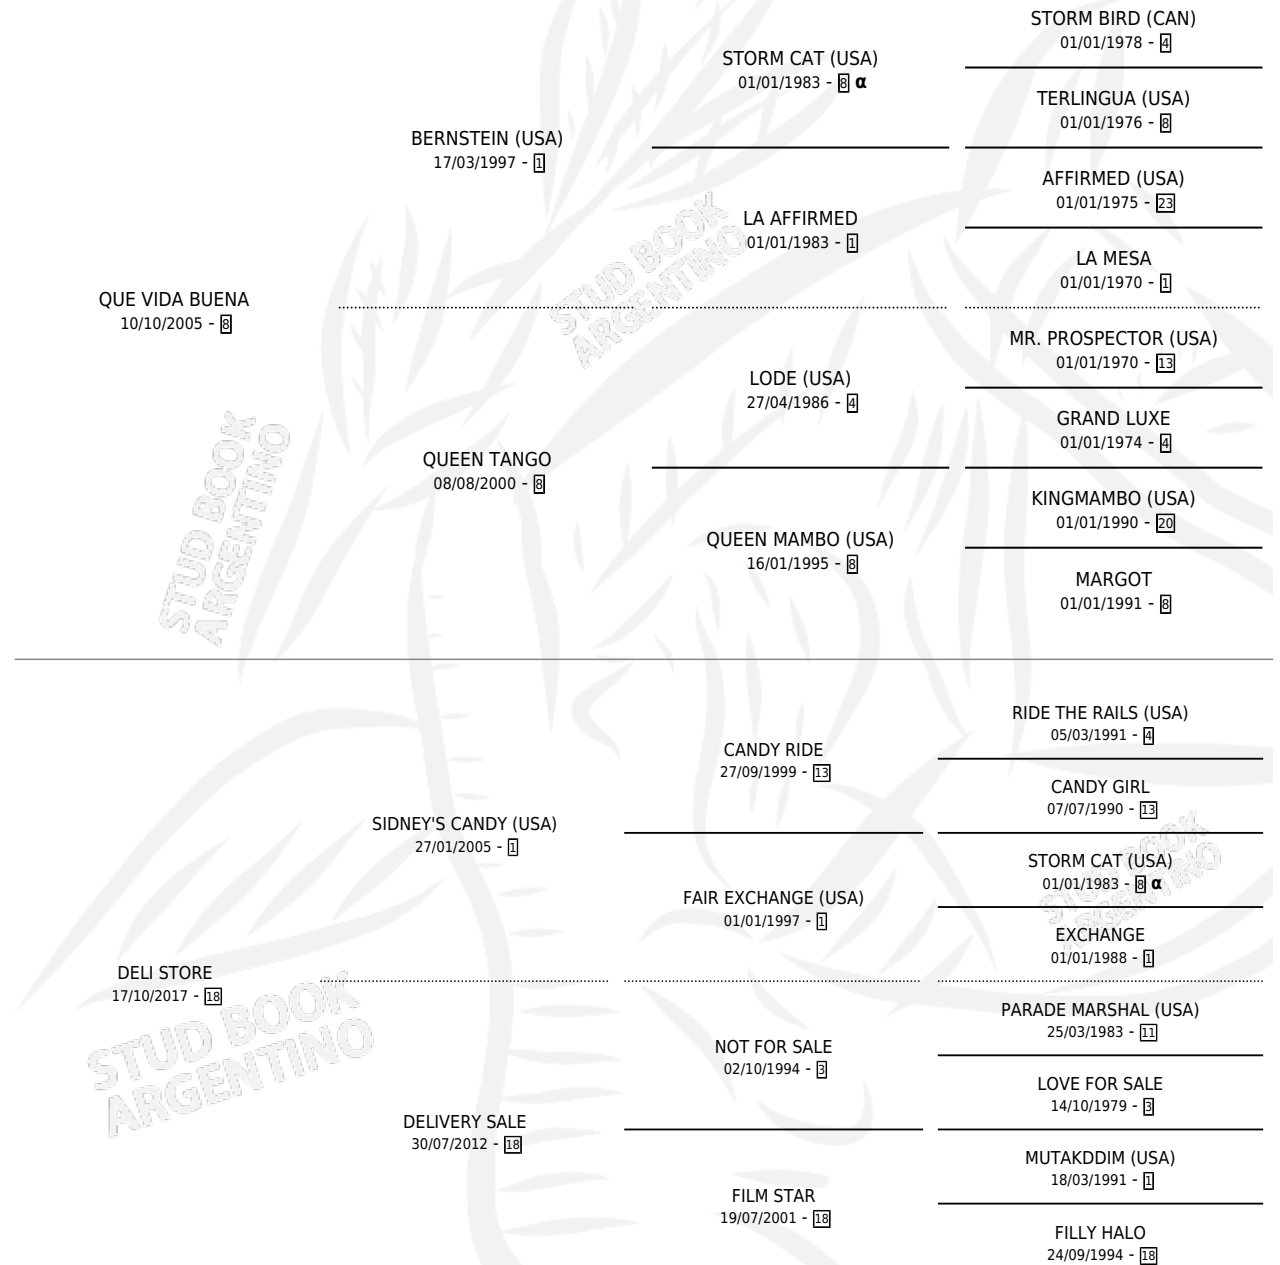 STORM BIRD (CAN)
01/01/1978 - 4
STORM CAT (USA)
01/01/1983 - 8 α
TERLINGUA (USA)
01/01/1976 - 8
BERNSTEIN (USA)
17/03/1997 - 1
AFFIRMED (USA)
01/01/1975 - 23
LA AFFIRMED
01/01/1983 - 1
LA MESA
01/01/1970 - 1
QUE VIDA BUENA
10/10/2005 - 8
MR. PROSPECTOR (USA)
01/01/1970 - 13
LODE (USA)
27/04/1986 - 4
GRAND LUXE
01/01/1974 - 4
QUEEN TANGO
08/08/2000 - 8
KINGMAMBO (USA)
01/01/1990 - 20
QUEEN MAMBO (USA)
16/01/1995 - 8
MARGOT
01/01/1991 - 8
RIDE THE RAILS (USA)
05/03/1991 - 4
CANDY RIDE
27/09/1999 - 13
CANDY GIRL
07/07/1990 - 13
SIDNEY'S CANDY (USA)
27/01/2005 - 1
STORM CAT (USA)
01/01/1983 - 8 α
FAIR EXCHANGE (USA)
01/01/1997 - 1
EXCHANGE
01/01/1988 - 1
DELI STORE
17/10/2017 - 18
PARADE MARSHAL (USA)
25/03/1983 - 11
NOT FOR SALE
02/10/1994 - 3
LOVE FOR SALE
14/10/1979 - 3
DELIVERY SALE
30/07/2012 - 18
MUTAKDDIM (USA)
18/03/1991 - 1
FILM STAR
19/07/2001 - 18
FILLY HALO
24/09/1994 - 18
STUD BOOK
ARGENTINO
STUD BOOK
ARGENTINO
STUD BOOK
ARGENTINO
STUD BOOK
ARGENTINO